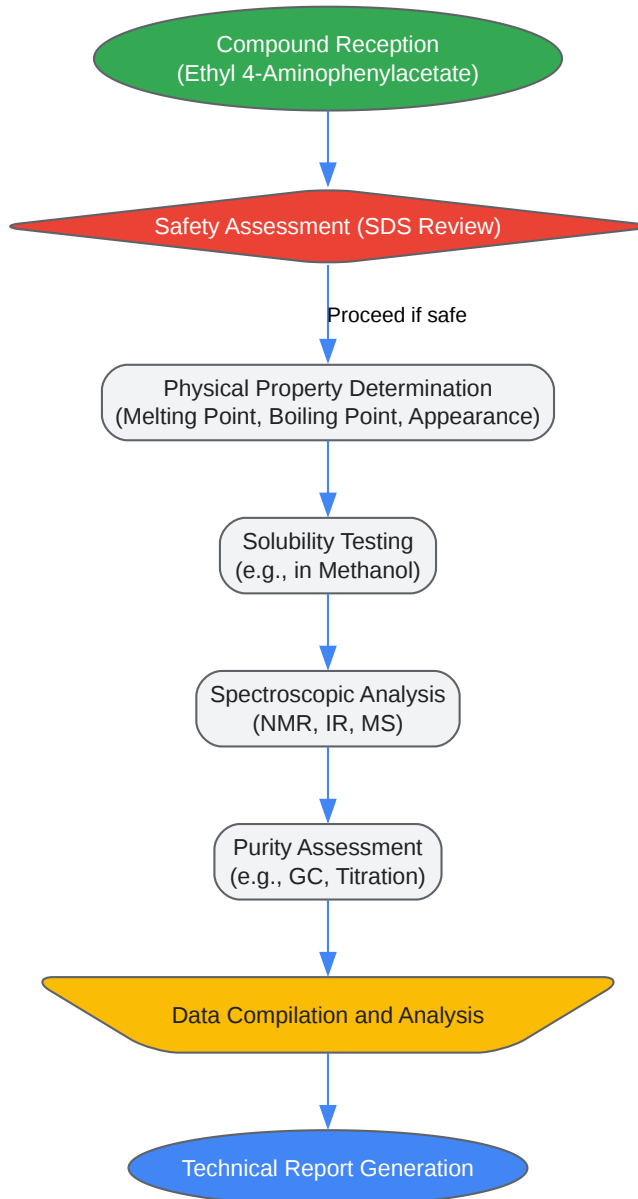 Compound Reception
(Ethyl 4-Aminophenylacetate)
Safety Assessment (SDS Review)
Proceed if safe
Physical Property Determination
(Melting Point, Boiling Point, Appearance)
Solubility Testing
(e.g., in Methanol)
Spectroscopic Analysis
(NMR, IR, MS)
Purity Assessment
(e.g., GC, Titration)
Data Compilation and Analysis
Technical Report Generation